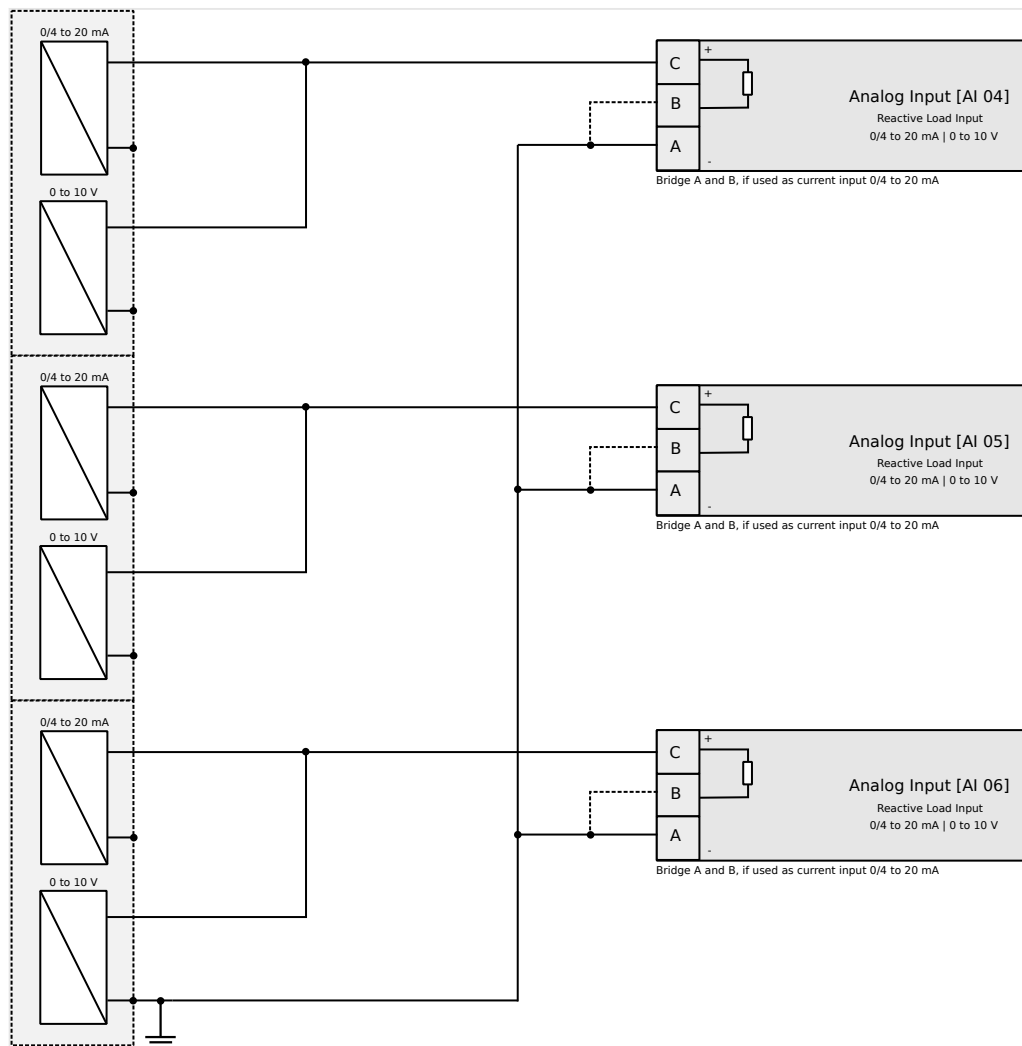 0/4 to 20 mA
C
+
B
A
-
Analog Input [AI 04]
Reactive Load Input
0/4 to 20 mA | 0 to 10 V
Bridge A and B, if used as current input 0/4 to 20 mA
0 to 10 V
0/4 to 20 mA
C
+
B
A
-
Analog Input [AI 05]
Reactive Load Input
0/4 to 20 mA | 0 to 10 V
Bridge A and B, if used as current input 0/4 to 20 mA
0 to 10 V
0/4 to 20 mA
C
+
B
A
-
Analog Input [AI 06]
Reactive Load Input
0/4 to 20 mA | 0 to 10 V
Bridge A and B, if used as current input 0/4 to 20 mA
0 to 10 V